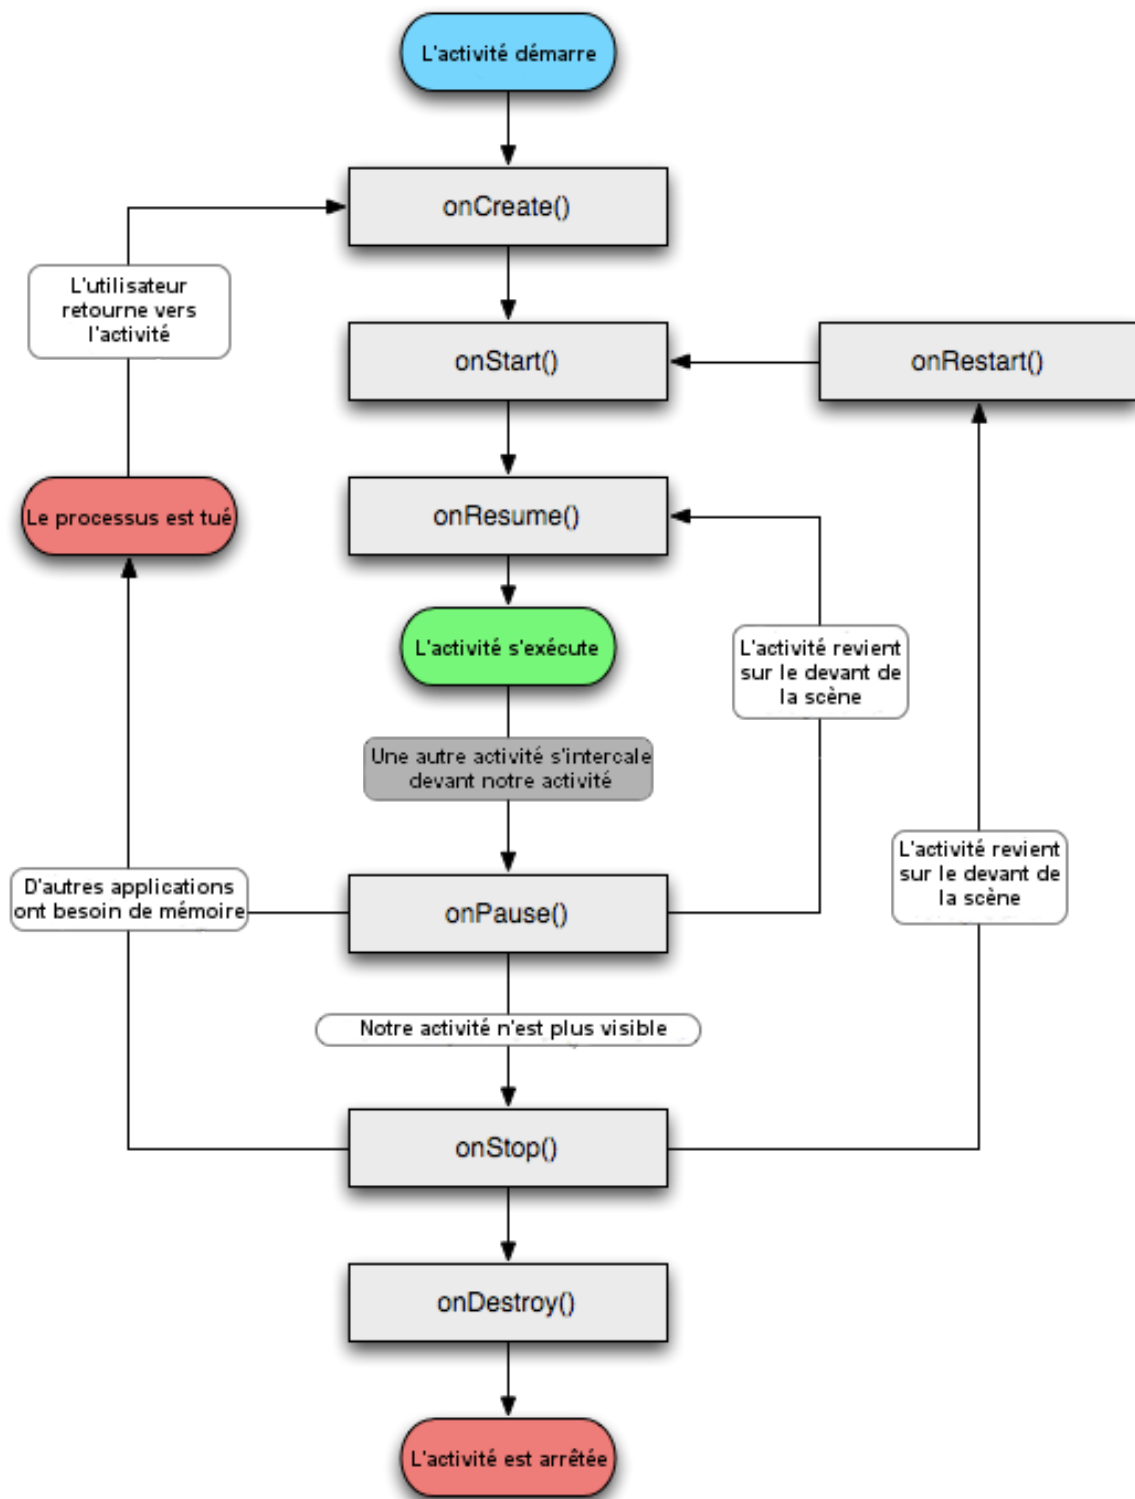 L'activité démarre
onCreate()
L'utilisateur
retourne vers
l'activité
onStart()
onRestart()
Le processus est tué
onResume()
L'activité s'exécute
L'activité revient
sur le devant de
la scène
Une autre activité s'intercale
devant notre activité
L'activité revient
sur le devant de
la scène
D'autres applications
ont besoin de mémoire
onPause()
Notre activité n'est plus visible
onStop()
onDestroy()
L'activité est arrêtée